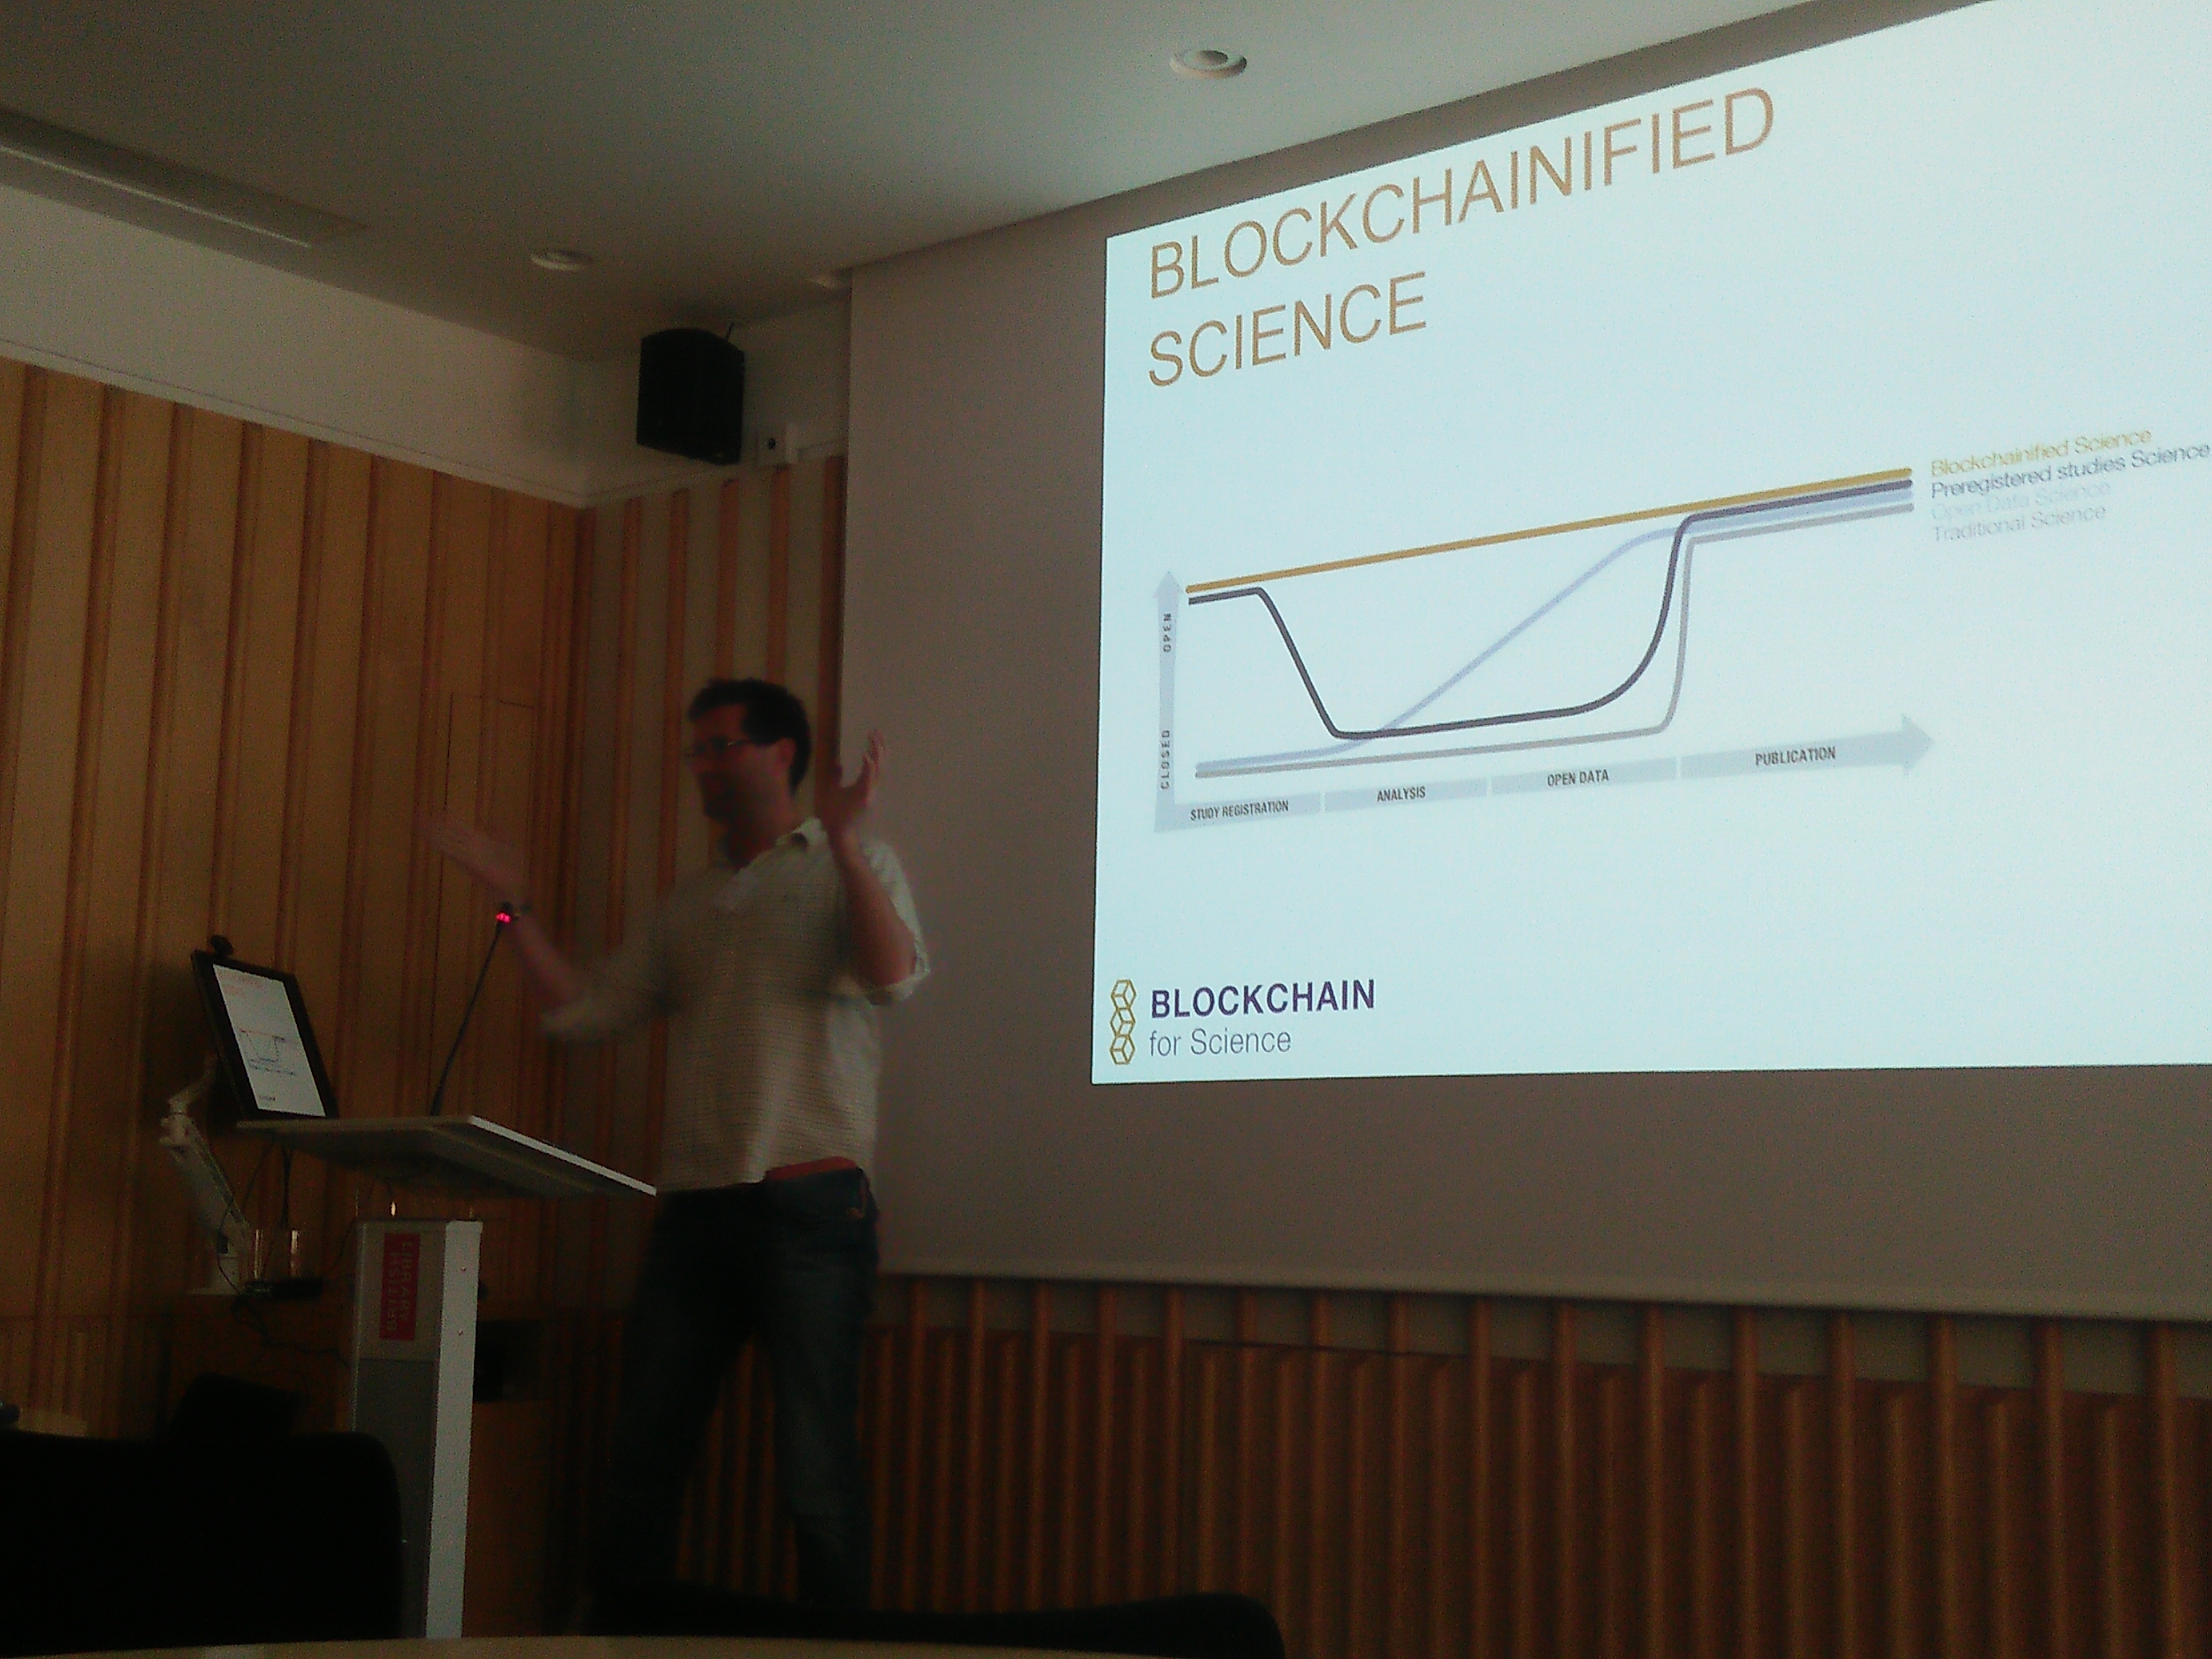 BLOCKCHAINIFIED
SCIENCE
Blockchainified Science
Preregistered studies Science
Open Data Science
Traditional Science
OPEN
CLOSED
STUDY REGISTRATION
ANALYSIS
OPEN DATA
PUBLICATION
BLOCKCHAIN
for Science
LIBRARY